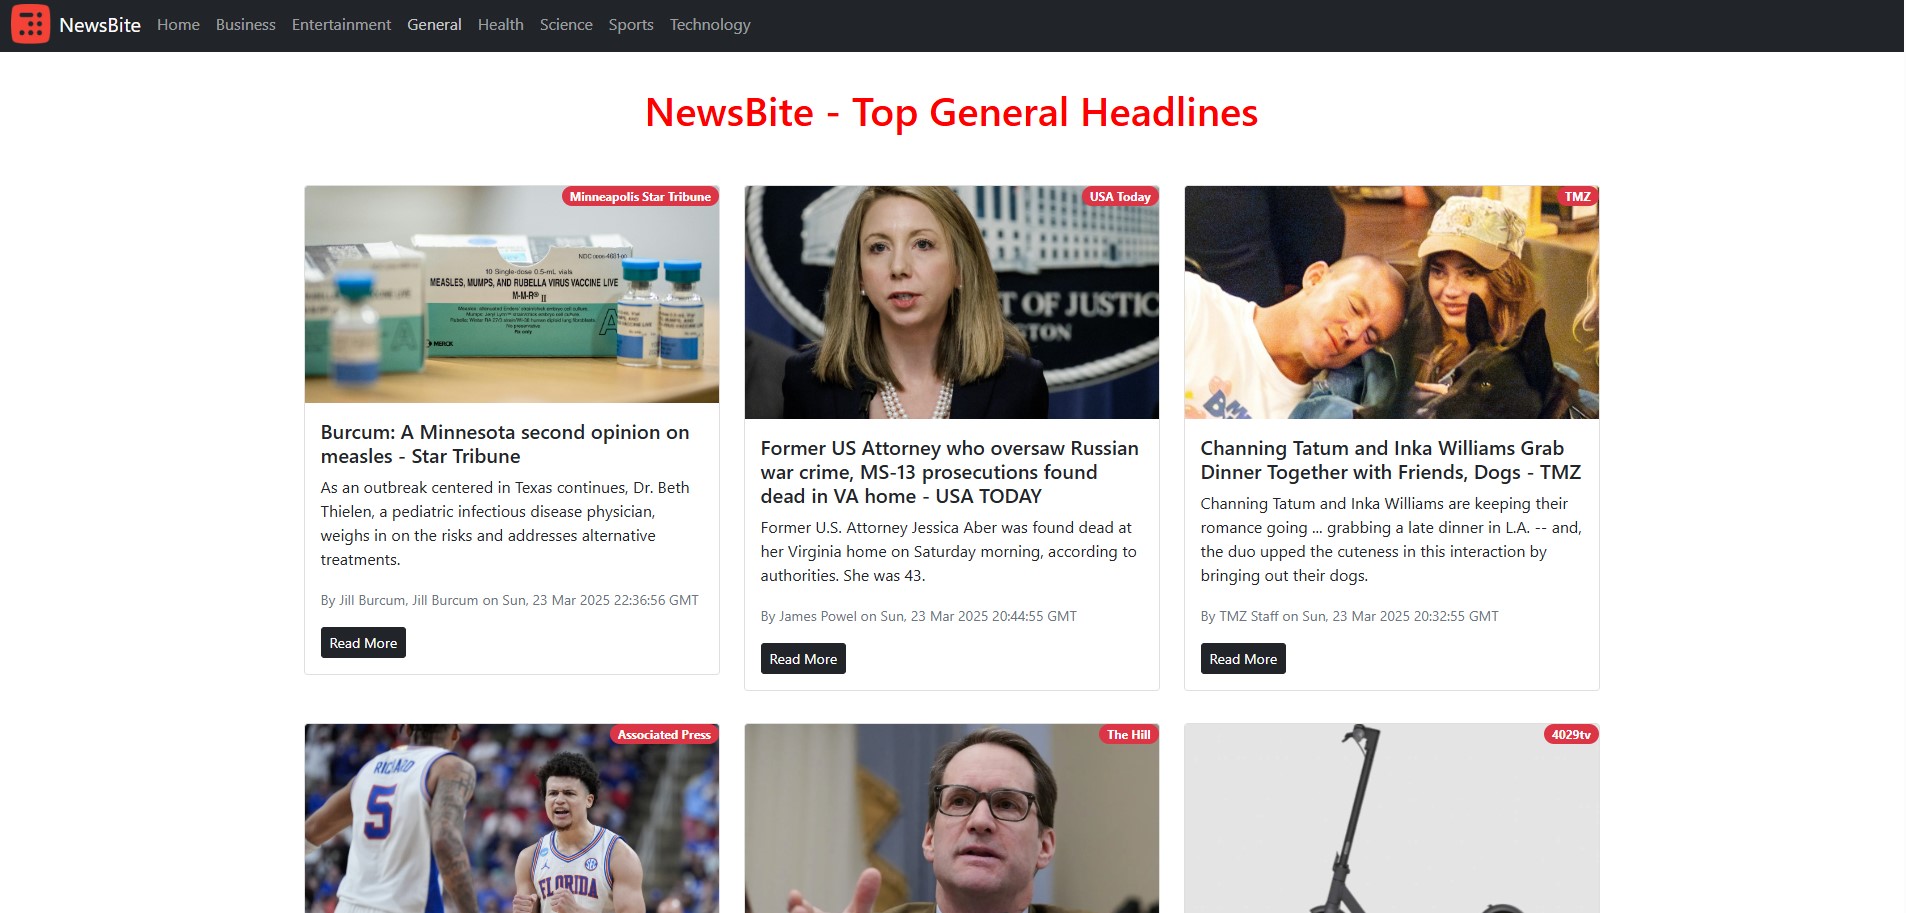 NewsBite Home Business Entertainment General Health Science Sports Technology
NewsBite - Top General Headlines
Minneapolis Star Tribune
NDC 0006-4681-00
10 Single-dose 0.5-mL vials
MEASLES, MUMPS, AND RUBELLA VIRUS VACCINE LIVE
M-M-R® II
Rx only
A
MERCK
Burcum: A Minnesota second opinion on
measles - Star Tribune
As an outbreak centered in Texas continues, Dr. Beth
Thielen, a pediatric infectious disease physician,
weighs in on the risks and addresses alternative
treatments.
By Jill Burcum, Jill Burcum on Sun, 23 Mar 2025 22:36:56 GMT
Read More
USA Today
T OF JUSTIC
NGTON
Former US Attorney who oversaw Russian
war crime, MS-13 prosecutions found
dead in VA home - USA TODAY
Former U.S. Attorney Jessica Aber was found dead at
her Virginia home on Saturday morning, according to
authorities. She was 43.
By James Powel on Sun, 23 Mar 2025 20:44:55 GMT
Read More
TMZ
Channing Tatum and Inka Williams Grab
Dinner Together with Friends, Dogs - TMZ
Channing Tatum and Inka Williams are keeping their
romance going ... grabbing a late dinner in L.A. -- and,
the duo upped the cuteness in this interaction by
bringing out their dogs.
By TMZ Staff on Sun, 23 Mar 2025 20:32:55 GMT
Read More
Associated Press
RICHARD
5
FLORIDA
The Hill
4029tv